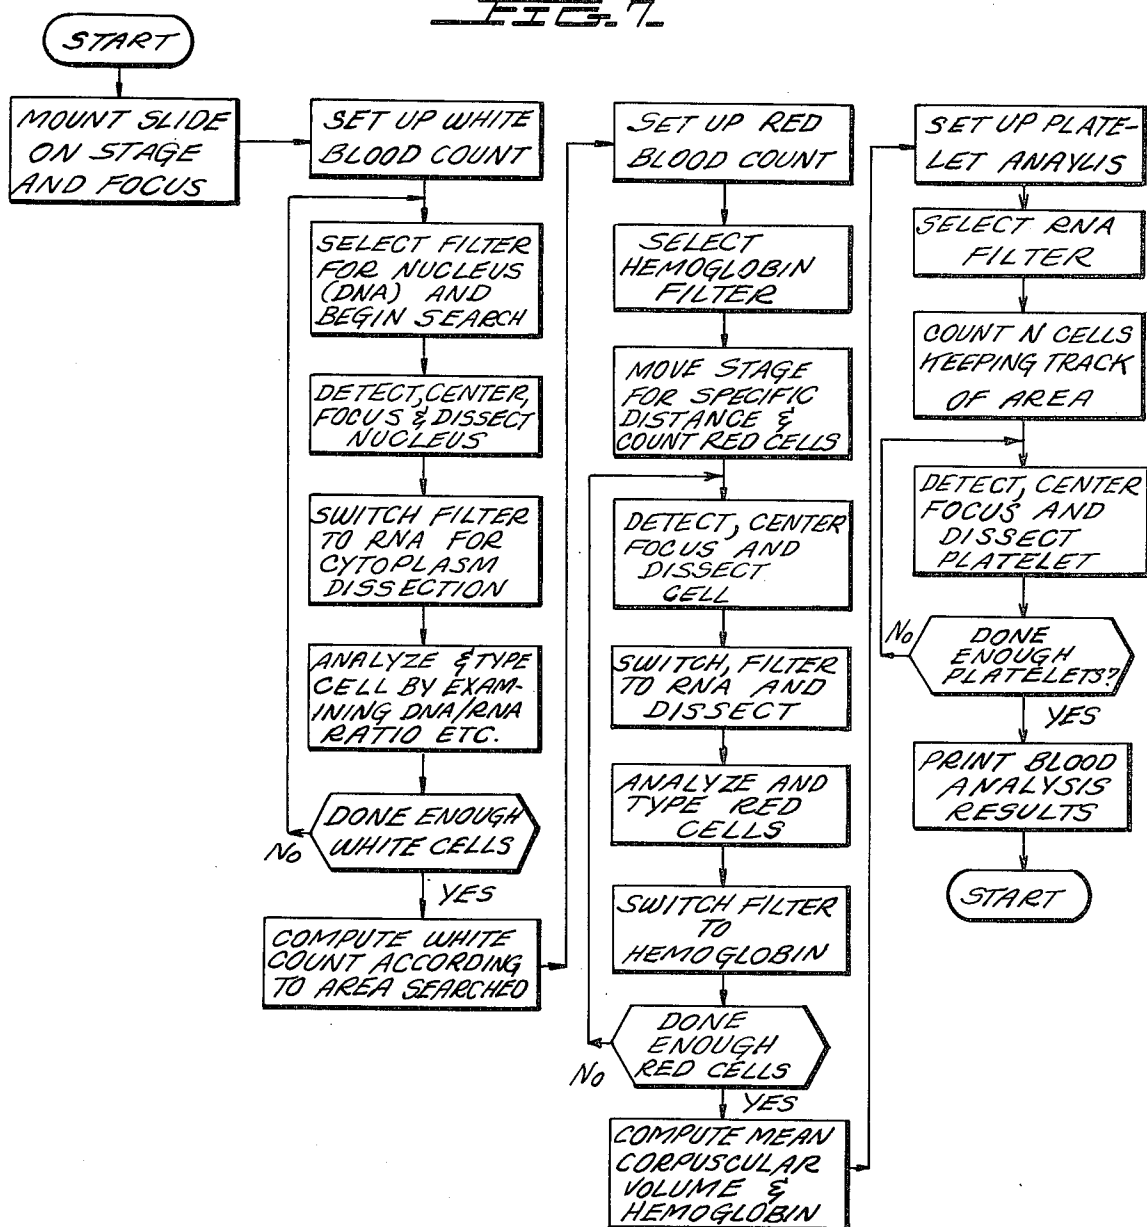 FIG. 7.
START
MOUNT SLIDE
ON STAGE
AND FOCUS
SET UP WHITE
BLOOD COUNT
SELECT FILTER
FOR NUCLEUS
(DNA) AND
BEGIN SEARCH
DETECT, CENTER,
FOCUS & DISSECT
NUCLEUS
SWITCH FILTER
TO RNA FOR
CYTOPLASM
DISSECTION
ANALYZE & TYPE
CELL BY EXAM-
INING DNA/RNA
RATIO ETC.
DONE ENOUGH
WHITE CELLS
NO
YES
COMPUTE WHITE
COUNT ACCORDING
TO AREA SEARCHED
SET UP RED
BLOOD COUNT
SELECT
HEMOGLOBIN
FILTER
MOVE STAGE
FOR SPECIFIC
DISTANCE &
COUNT RED CELLS
DETECT, CENTER
FOCUS AND
DISSECT
CELL
SWITCH, FILTER
TO RNA AND
DISSECT
ANALYZE AND
TYPE RED
CELLS
SWITCH FILTER
TO
HEMOGLOBIN
DONE
ENOUGH
RED CELLS
NO
YES
COMPUTE MEAN
CORPUSCULAR
VOLUME &
HEMOGLOBIN
SET UP PLATE-
LET ANAYLIS
SELECT RNA
FILTER
COUNT N CELLS
KEEPING TRACK
OF AREA
DETECT, CENTER
FOCUS AND
DISSECT
PLATELET
DONE
ENOUGH
PLATELETS?
NO
YES
PRINT BLOOD
ANALYSIS
RESULTS
START